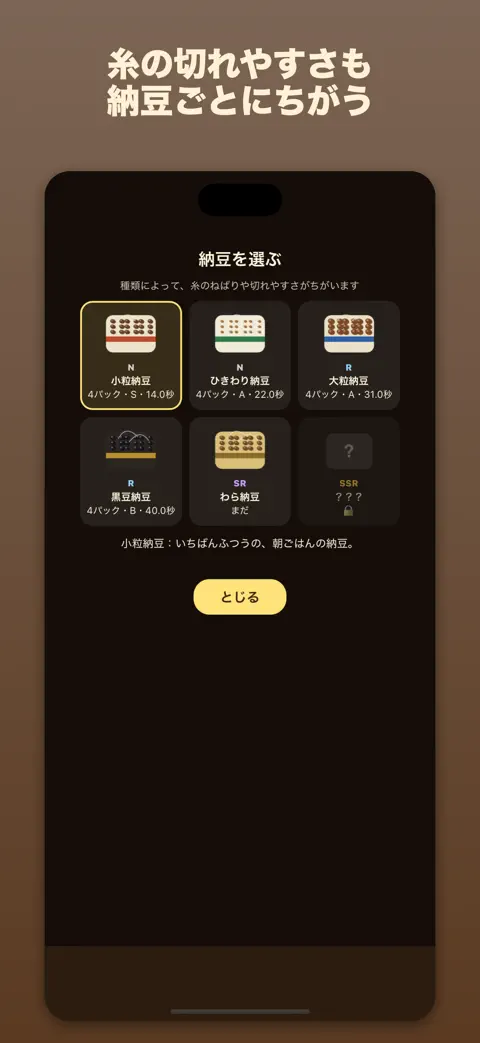 糸の切れやすさも
納豆ごとにちがう
納豆を選ぶ
種類によって、糸のねばりや切れやすさがちがいます
N
小粒納豆
4パック・S・14.0秒
N
ひきわり納豆
4パック・A・22.0秒
R
大粒納豆
4パック・A・31.0秒
R
黒豆納豆
4パック・B・40.0秒
SR
わら納豆
まだ
?
SSR
？？？
小粒納豆：いちばんふつうの、朝ごはんの納豆。
とじる